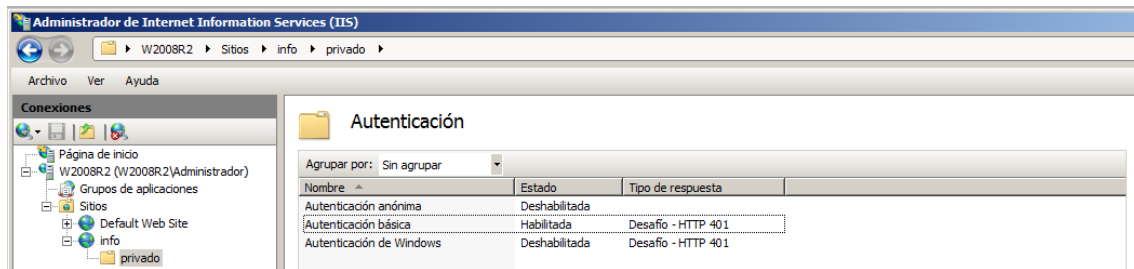 Administrador de Internet Information Services (IIS)
W2008R2 Sitios info privado
Archivo Ver Ayuda
Conexiones
Página de inicio
W2008R2 (W2008R2\Administrador)
Grupos de aplicaciones
Sitios
Default Web Site
info
privado
Autenticación
Agrupar por: Sin agrupar
Nombre Estado Tipo de respuesta
Autenticación anónima Deshabilitada
Autenticación básica Habilitada Desafío - HTTP 401
Autenticación de Windows Deshabilitada Desafío - HTTP 401